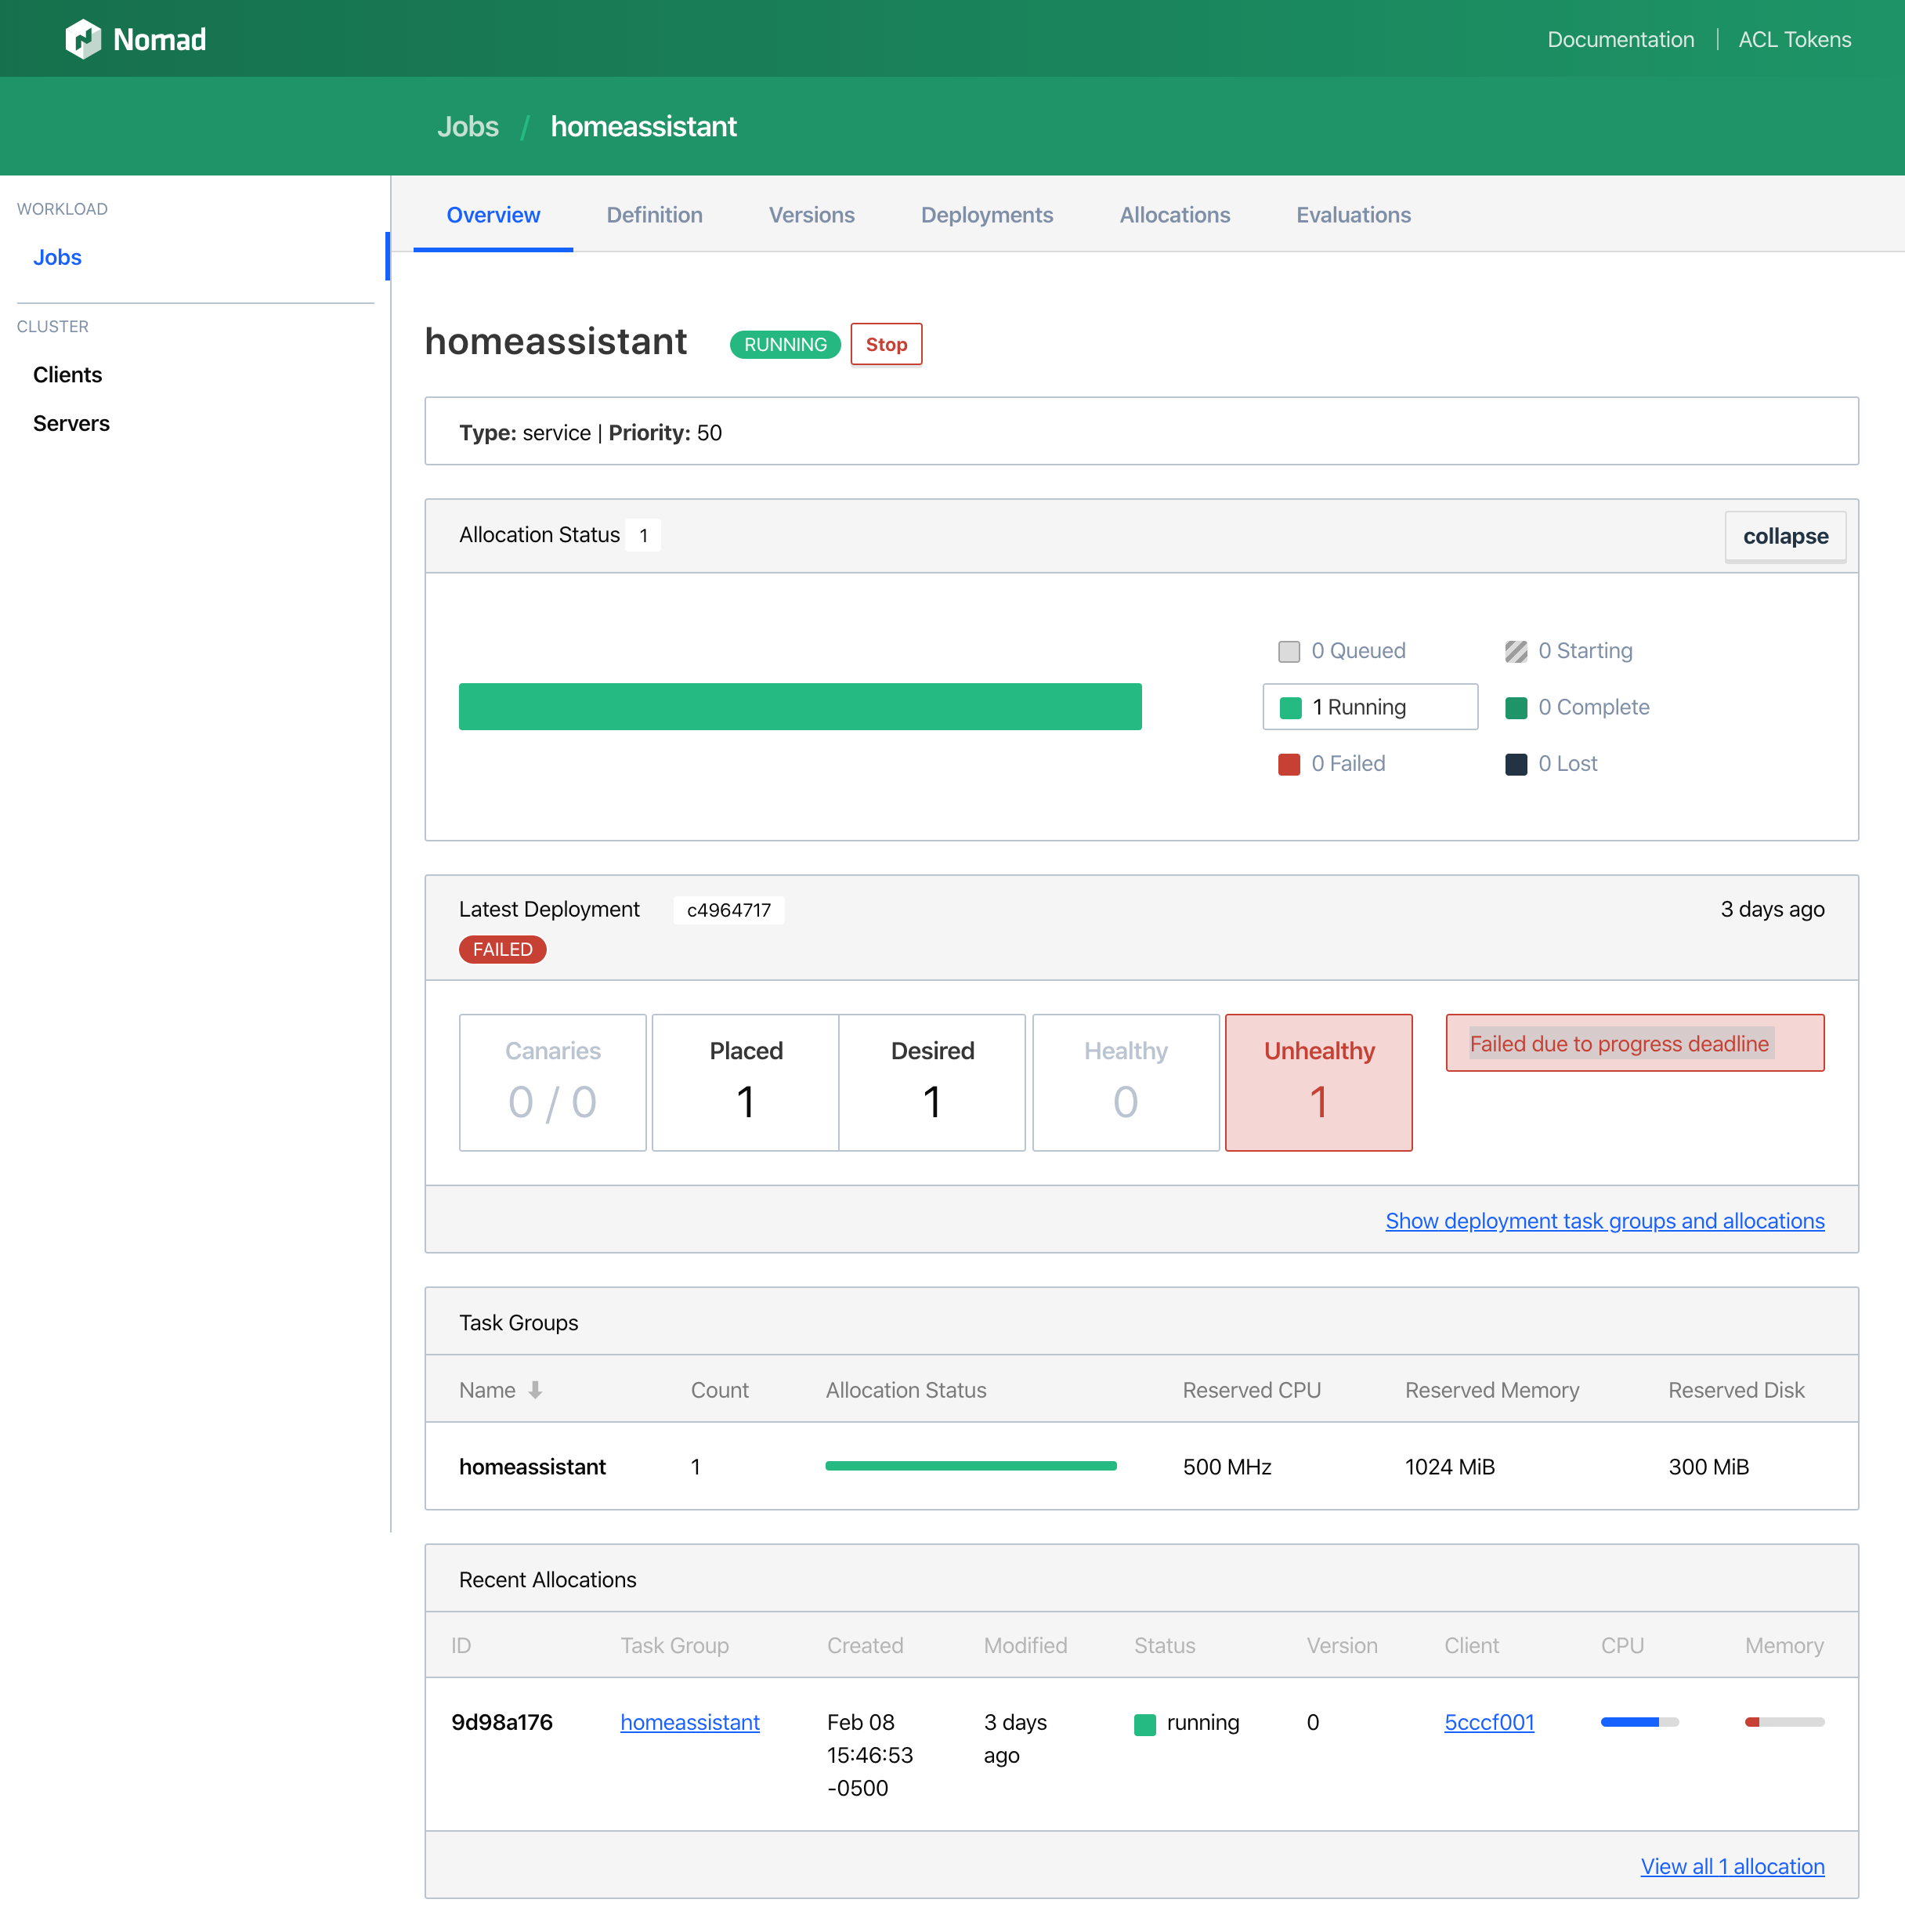 Nomad
Documentation | ACL Tokens
Jobs / homeassistant
WORKLOAD
Jobs
CLUSTER
Clients
Servers
Overview Definition Versions Deployments Allocations Evaluations
homeassistant RUNNING Stop
Type: service | Priority: 50
Allocation Status 1 collapse
0 Queued 0 Starting
1 Running 0 Complete
0 Failed 0 Lost
Latest Deployment c4964717 3 days ago
FAILED
Canaries Placed Desired Healthy Unhealthy Failed due to progress deadline
0 / 0 1 1 0 1
Show deployment task groups and allocations
Task Groups
Name Count Allocation Status Reserved CPU Reserved Memory Reserved Disk
homeassistant 1 500 MHz 1024 MiB 300 MiB
Recent Allocations
ID Task Group Created Modified Status Version Client CPU Memory
9d98a176 homeassistant Feb 08 3 days running 0 5cccf001
15:46:53 ago
-0500
View all 1 allocation